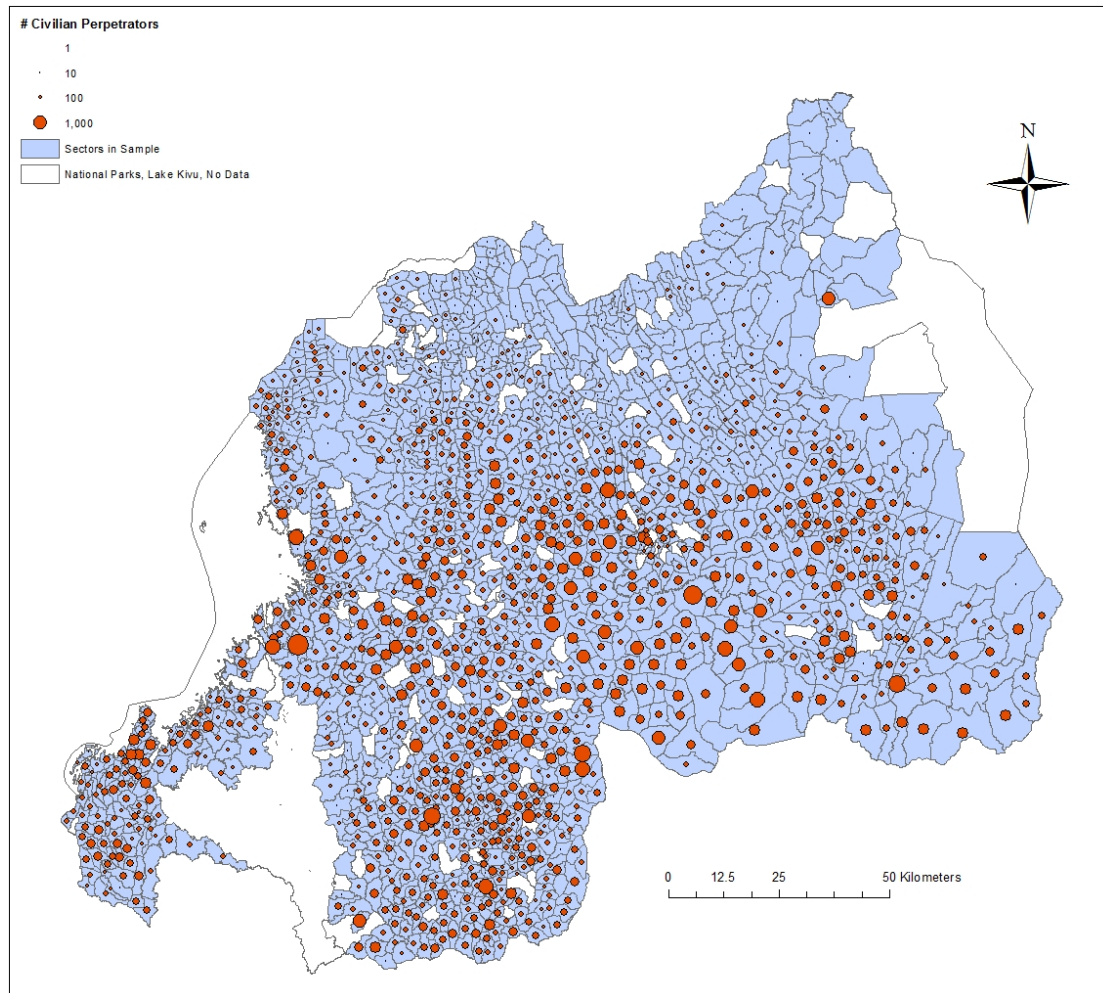 # Civilian Perpetrators
1
10
100
1,000
Sectors in Sample
National Parks, Lake Kivu, No Data
N
0 12.5 25 50 Kilometers